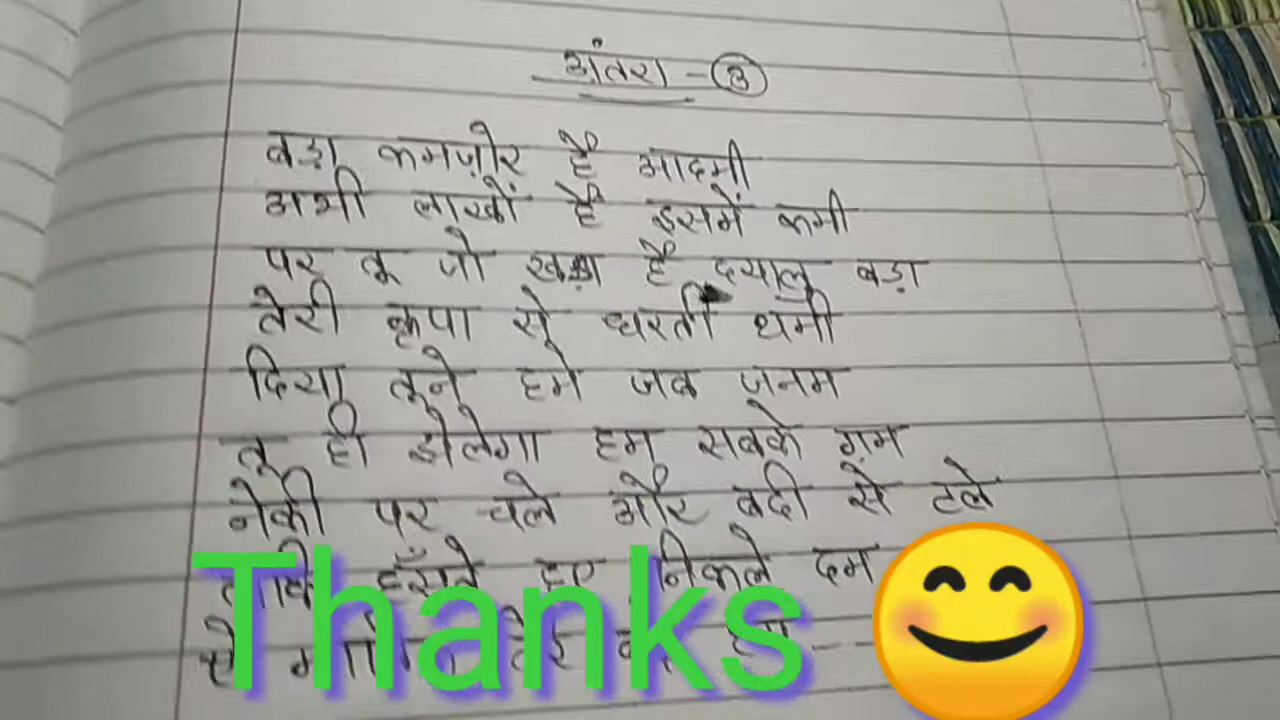 अंतरा - ३
बड़ा कमज़ोर है आदमी
अभी लाखों है इसमें कमी
पर तू जो खड़ा है दयालु बड़ा
तेरी कृपा से धरती थमी
दिया तूने हमे जब जनम
तू ही झेलेगा हम सबके ग़म
नेकी पर चले और बदी से टले
ताकि हँसते हुए निकले दम
ऐ तेरे
Thanks